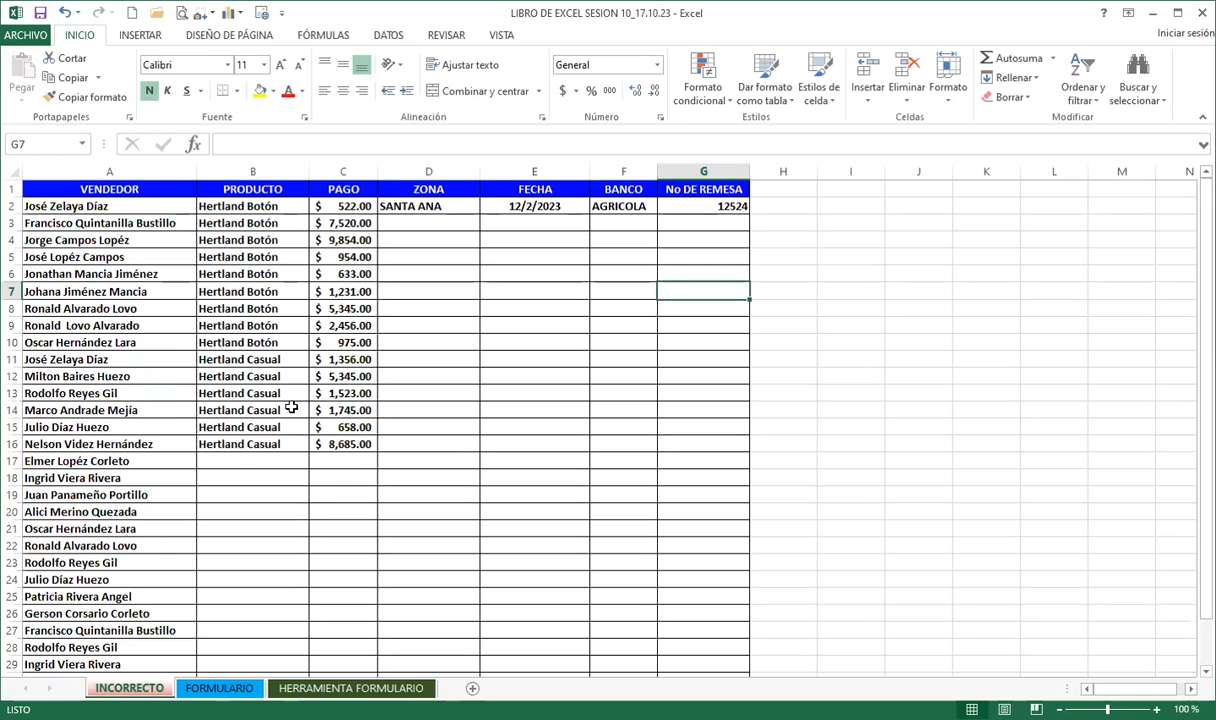 LIBRO DE EXCEL SESION 10_17.10.23 - Excel
ARCHIVO INICIO INSERTAR DISEÑO DE PÁGINA FÓRMULAS DATOS REVISAR VISTA Iniciar sesión
Pegar Cortar Copiar Copiar formato Portapapeles
Calibri 11 N K S A Fuente
Ajustar texto Combinar y centrar Alineación
General $ % 000 Número
Formato condicional Dar formato como tabla Estilos de celda Estilos
Insertar Eliminar Formato Celdas
Autosuma Rellenar Borrar Ordenar y filtrar Buscar y seleccionar Modificar
G7 fx
A B C D E F G H I J K L M N
1 VENDEDOR PRODUCTO PAGO ZONA FECHA BANCO No DE REMESA
2 José Zelaya Díaz Hertland Botón $ 522.00 SANTA ANA 12/2/2023 AGRICOLA 12524
3 Francisco Quintanilla Bustillo Hertland Botón $ 7,520.00
4 Jorge Campos Lopéz Hertland Botón $ 9,854.00
5 José Lopéz Campos Hertland Botón $ 954.00
6 Jonathan Mancia Jiménez Hertland Botón $ 633.00
7 Johana Jiménez Mancia Hertland Botón $ 1,231.00
8 Ronald Alvarado Lovo Hertland Botón $ 5,345.00
9 Ronald Lovo Alvarado Hertland Botón $ 2,456.00
10 Oscar Hernández Lara Hertland Botón $ 975.00
11 José Zelaya Díaz Hertland Casual $ 1,356.00
12 Milton Baires Huezo Hertland Casual $ 5,345.00
13 Rodolfo Reyes Gil Hertland Casual $ 1,523.00
14 Marco Andrade Mejía Hertland Casual $ 1,745.00
15 Julio Díaz Huezo Hertland Casual $ 658.00
16 Nelson Videz Hernández Hertland Casual $ 8,685.00
17 Elmer Lopéz Corleto
18 Ingrid Viera Rivera
19 Juan Panameño Portillo
20 Alici Merino Quezada
21 Oscar Hernández Lara
22 Ronald Alvarado Lovo
23 Rodolfo Reyes Gil
24 Julio Díaz Huezo
25 Patricia Rivera Angel
26 Gerson Corsario Corleto
27 Francisco Quintanilla Bustillo
28 Rodolfo Reyes Gil
29 Ingrid Viera Rivera
INCORRECTO FORMULARIO HERRAMIENTA FORMULARIO
LISTO 100 %